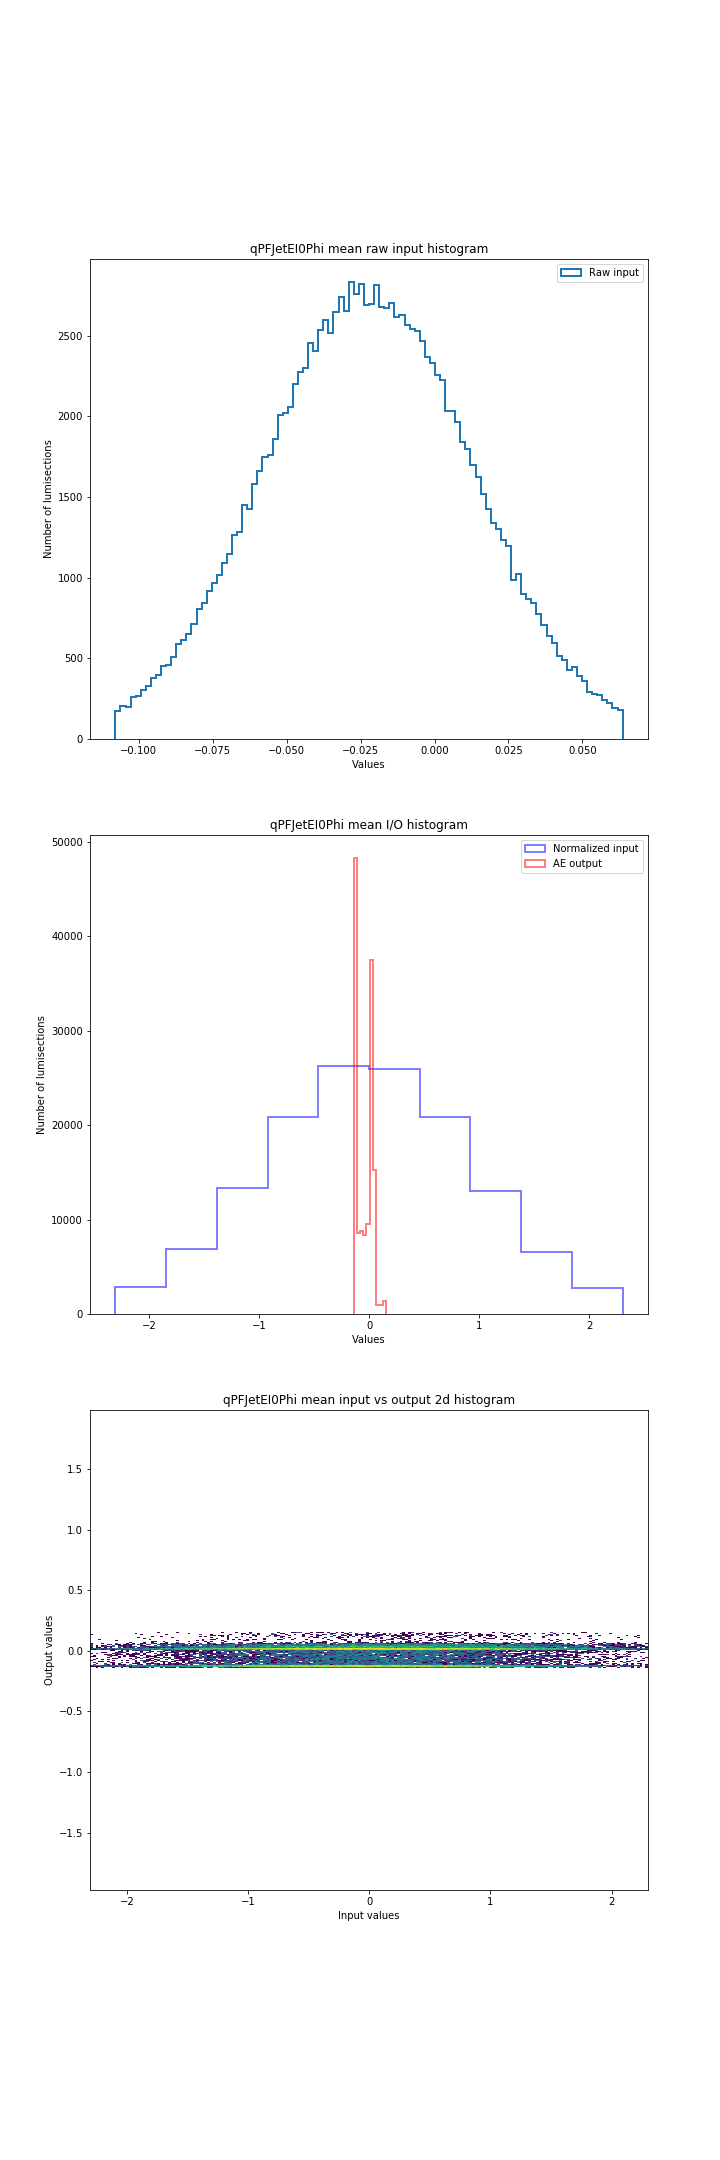 qPFJetEI0Phi mean raw input histogram
Raw input
2500
2000
1500
1000
500
0
Number of lumisections
−0.100 −0.075 −0.050 −0.025 0.000 0.025 0.050
Values
qPFJetEI0Phi mean I/O histogram
Normalized input
AE output
50000
40000
30000
20000
10000
0
Number of lumisections
−2 −1 0 1 2
Values
qPFJetEI0Phi mean input vs output 2d histogram
1.5
1.0
0.5
0.0
−0.5
−1.0
−1.5
Output values
−2 −1 0 1 2
Input values